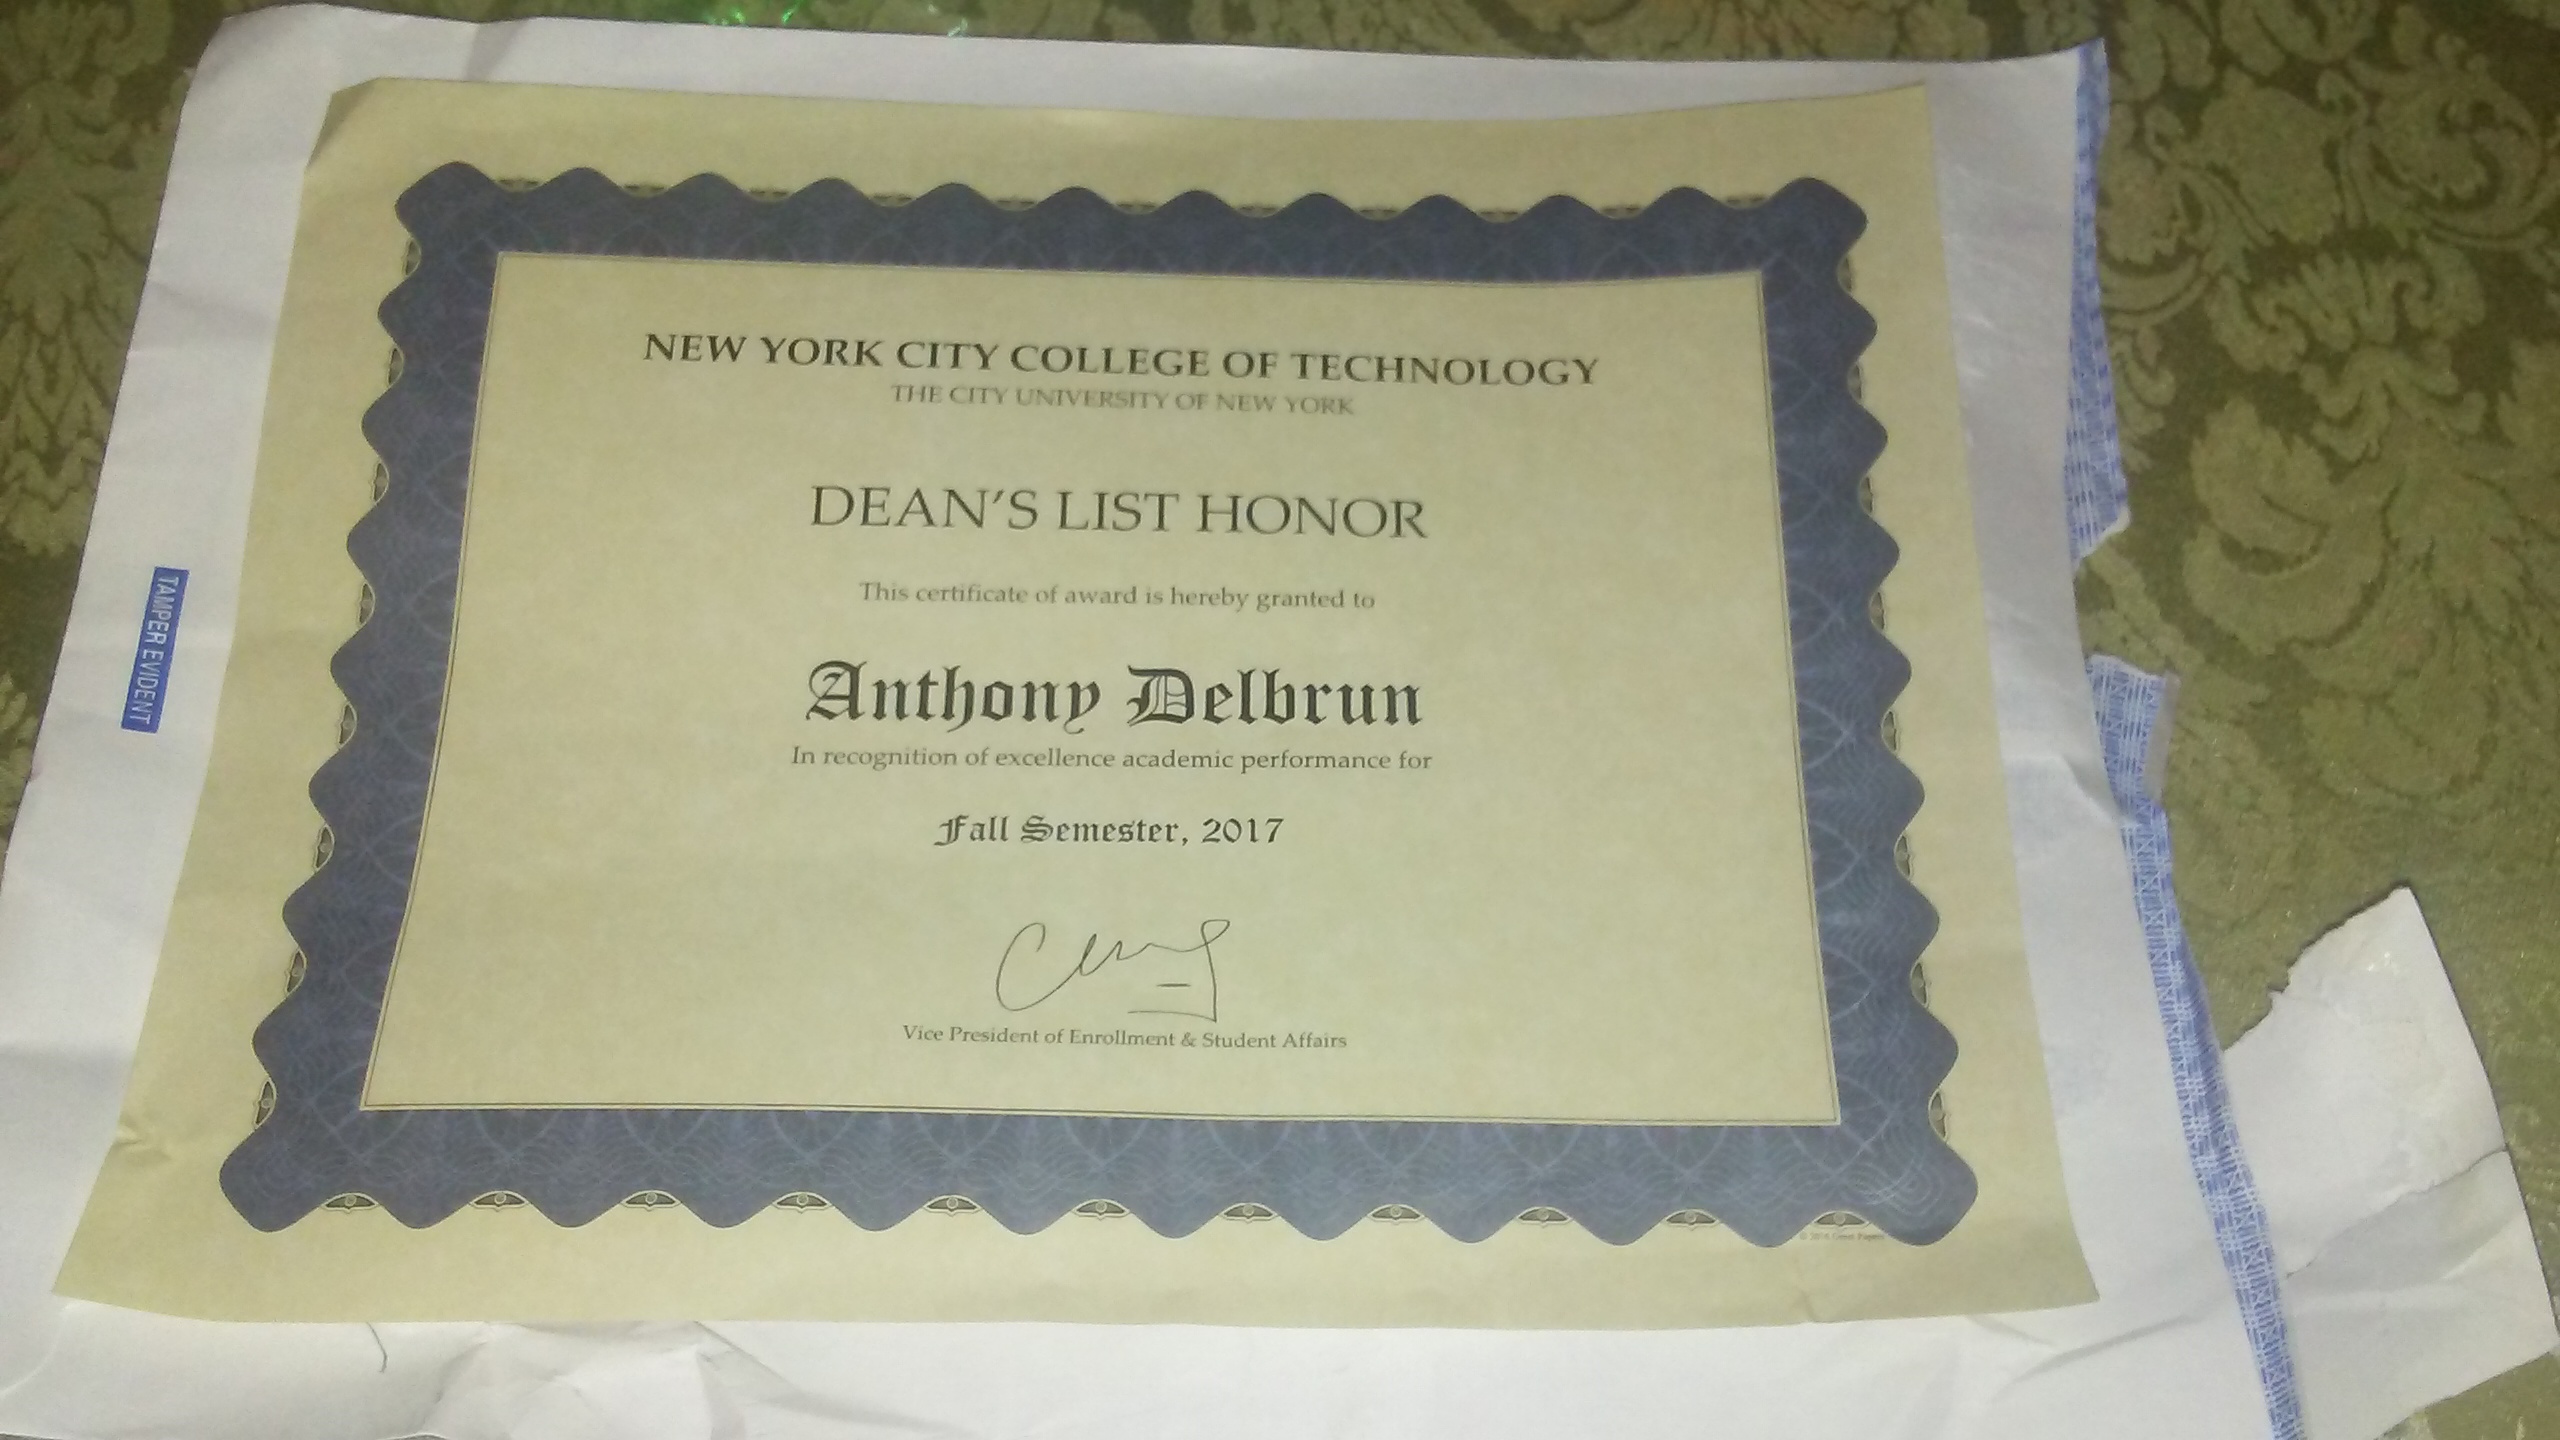 NEW YORK CITY COLLEGE OF TECHNOLOGY
THE CITY UNIVERSITY OF NEW YORK
DEAN'S LIST HONOR
This certificate of award is hereby granted to
Anthony Delbrun
In recognition of excellence academic performance for
Fall Semester, 2017
Vice President of Enrollment & Student Affairs
TAMPER EVIDENT